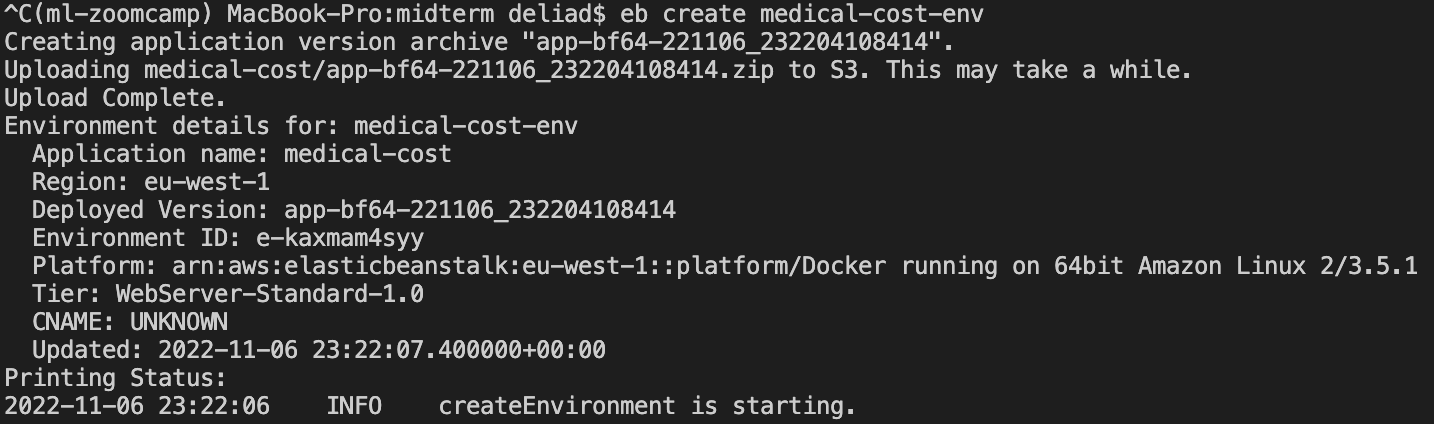 ^C(ml-zoomcamp) MacBook-Pro:midterm deliad$ eb create medical-cost-env
Creating application version archive "app-bf64-221106_232204108414".
Uploading medical-cost/app-bf64-221106_232204108414.zip to S3. This may take a while.
Upload Complete.
Environment details for: medical-cost-env
  Application name: medical-cost
  Region: eu-west-1
  Deployed Version: app-bf64-221106_232204108414
  Environment ID: e-kaxmam4syy
  Platform: arn:aws:elasticbeanstalk:eu-west-1::platform/Docker running on 64bit Amazon Linux 2/3.5.1
  Tier: WebServer-Standard-1.0
  CNAME: UNKNOWN
  Updated: 2022-11-06 23:22:07.400000+00:00
Printing Status:
2022-11-06 23:22:06    INFO    createEnvironment is starting.